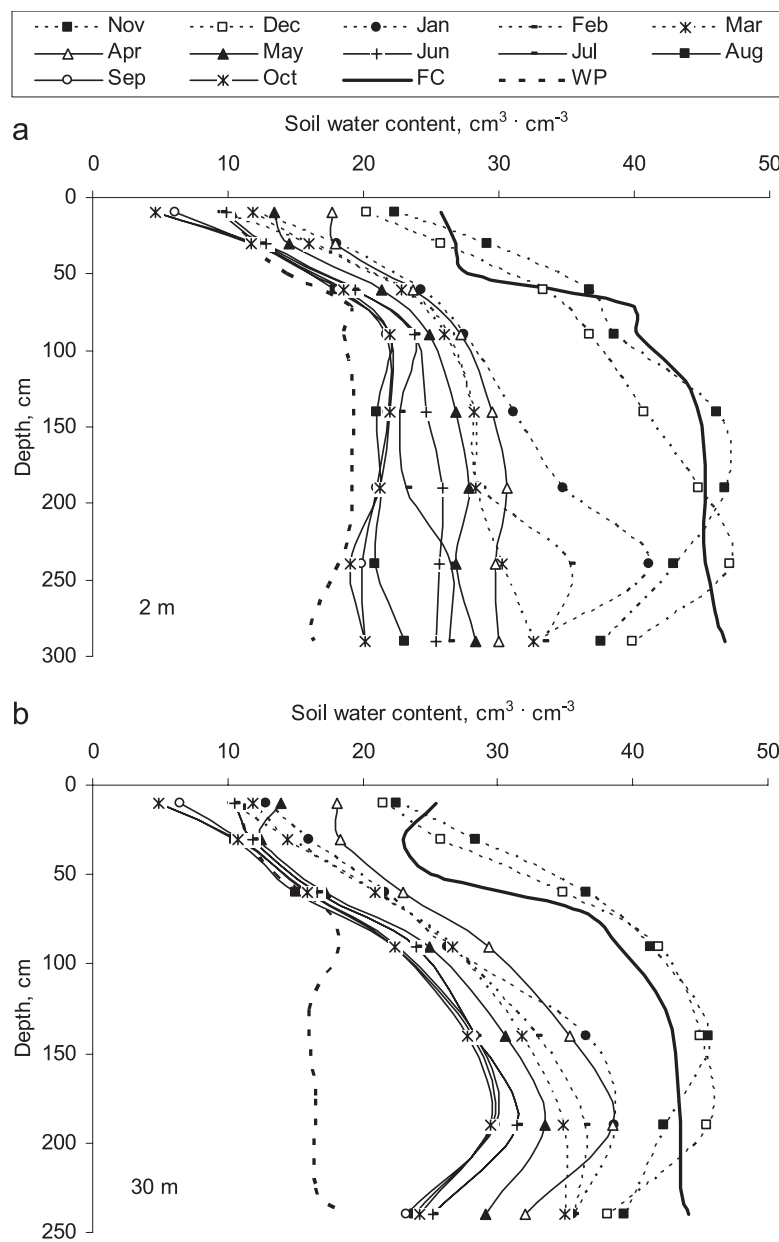 Nov Dec Jan Feb Mar
Apr May Jun Jul Aug
Sep Oct FC WP
a
Soil water content, cm³ · cm⁻³
0 10 20 30 40 50
0
50
100
150
200
250
300
Depth, cm
2 m
b
Soil water content, cm³ · cm⁻³
0 10 20 30 40 50
0
50
100
150
200
250
Depth, cm
30 m